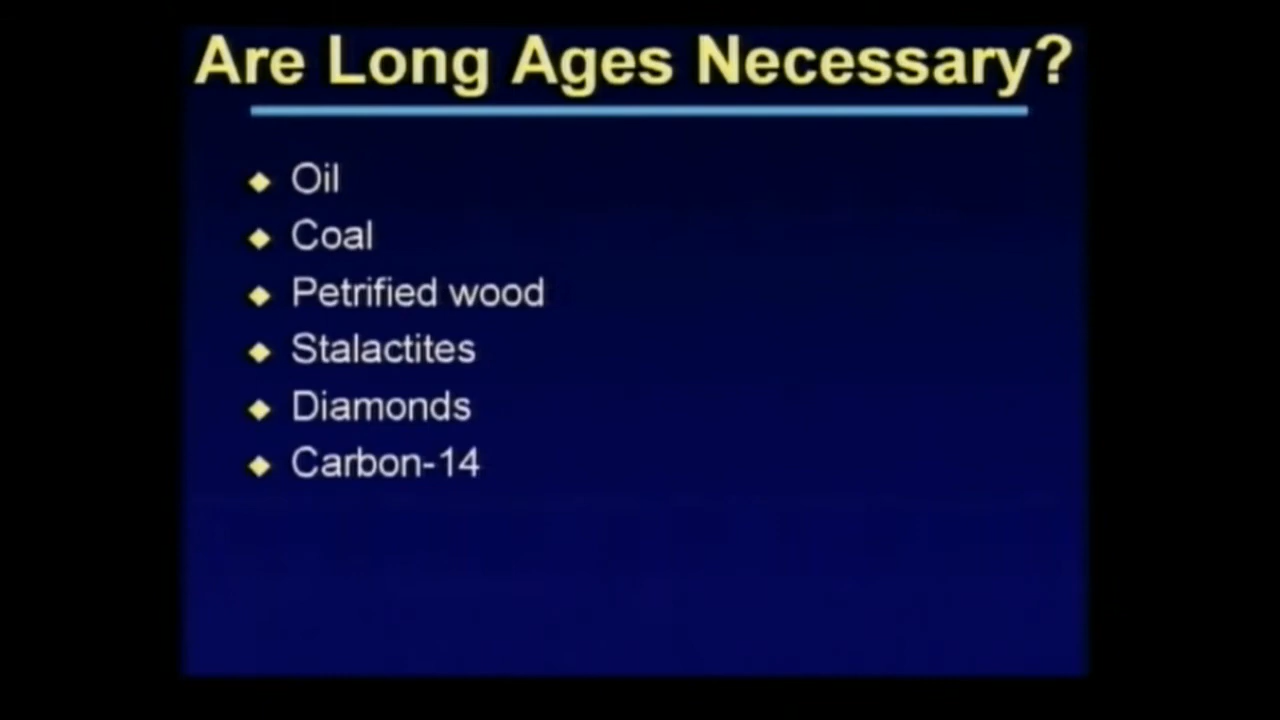 Are Long Ages Necessary?
Oil
Coal
Petrified wood
Stalactites
Diamonds
Carbon-14